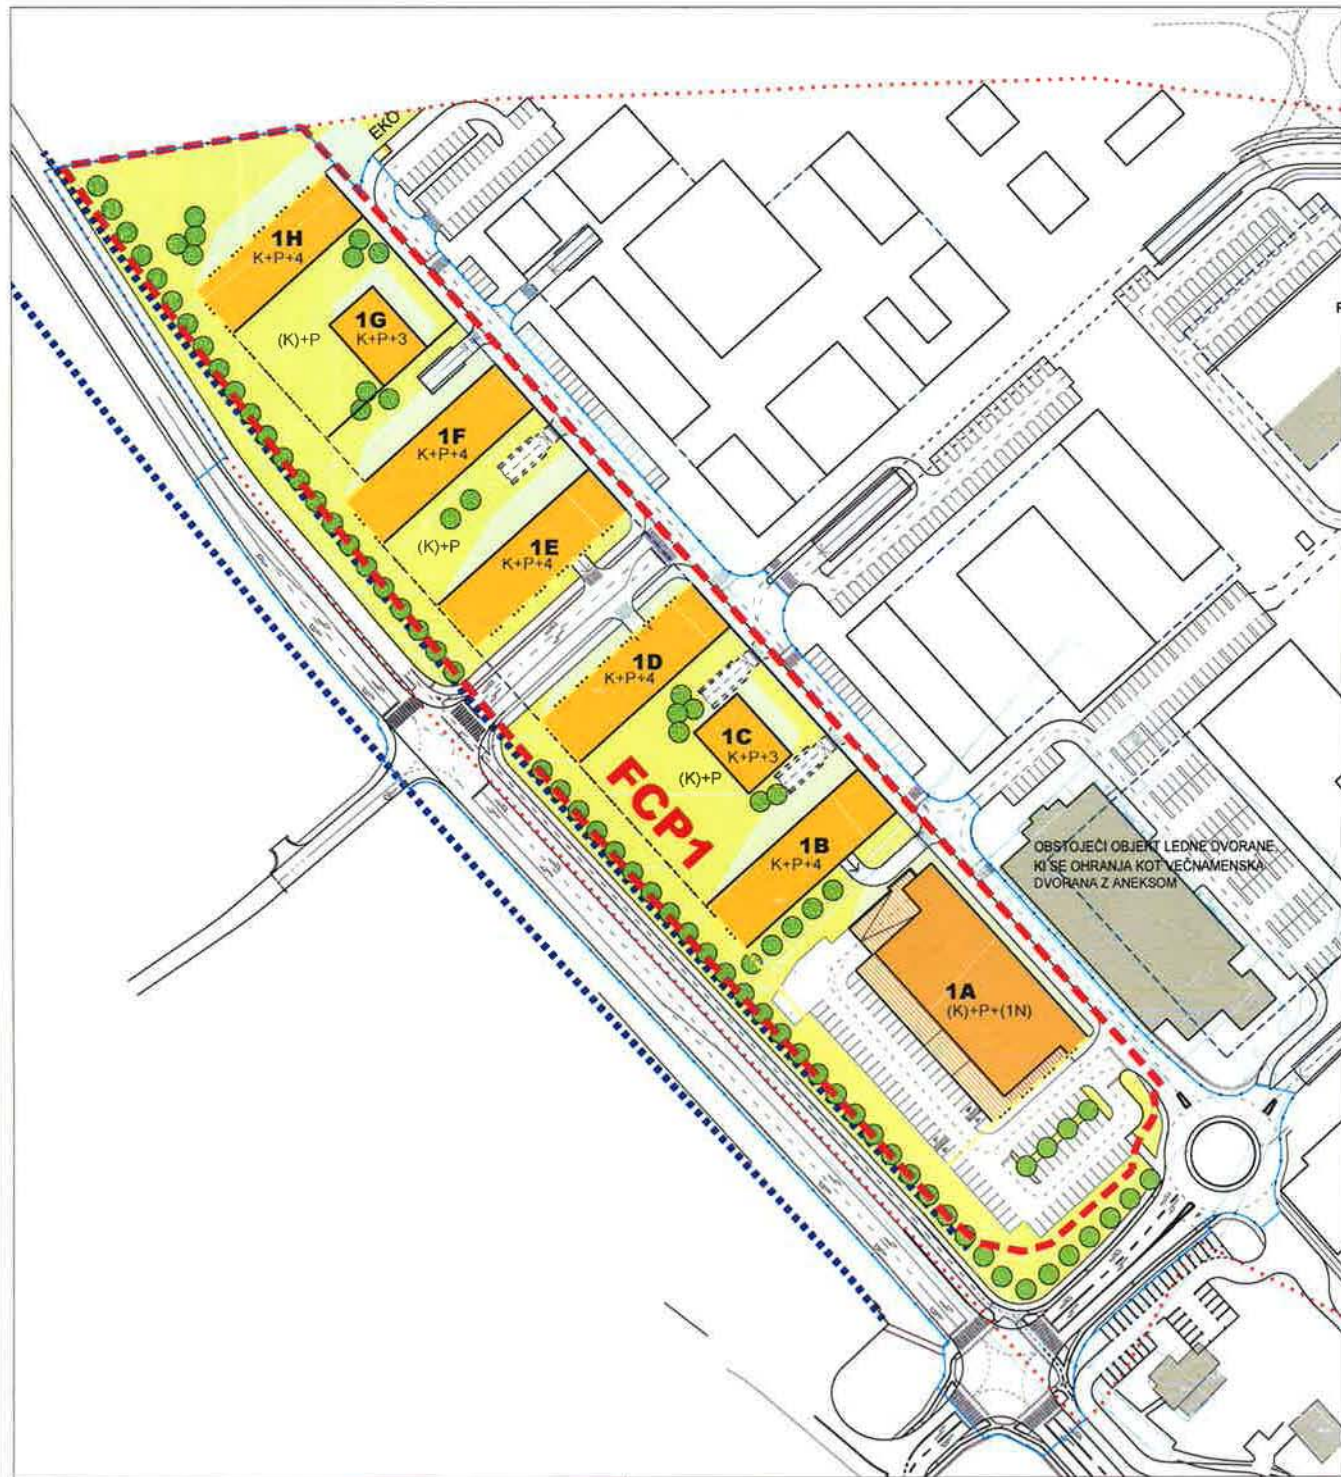 EKO
1H
K+P+4
1G
K+P+3
(K)+P
1F
K+P+4
(K)+P
1E
K+P+4
1D
K+P+4
1C
K+P+3
(K)+P
FCP1
1B
K+P+4
OBSTOJEČI OBJEKT LEDNE DVORANE,
KI SE OHRANJA KOT VEČNAMENSKA
DVORANA Z ANEKSOM
1A
(K)+P+(1N)